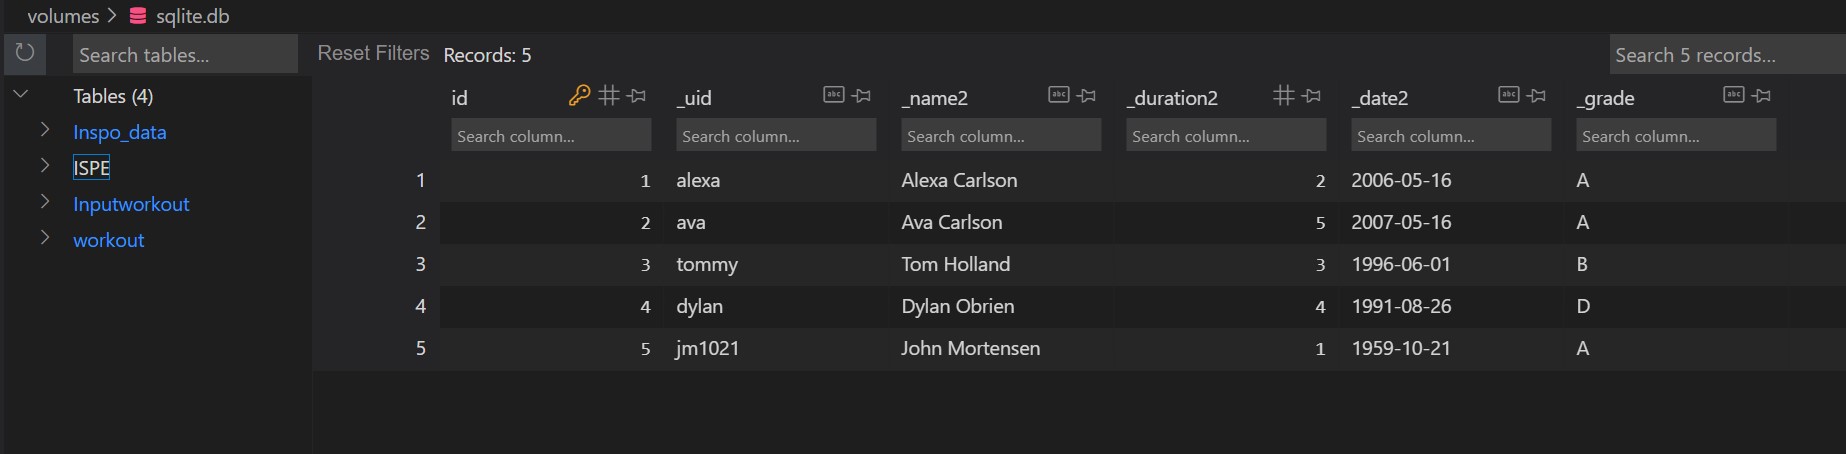 volumes > sqlite.db
Search tables... Reset Filters Records: 5 Search 5 records...
Tables (4)
Inspo_data
ISPE
Inputworkout
workout
id _uid _name2 _duration2 _date2 _grade
Search column... Search column... Search column... Search column... Search column... Search column...
1 1 alexa Alexa Carlson 2 2006-05-16 A
2 2 ava Ava Carlson 5 2007-05-16 A
3 3 tommy Tom Holland 3 1996-06-01 B
4 4 dylan Dylan Obrien 4 1991-08-26 D
5 5 jm1021 John Mortensen 1 1959-10-21 A